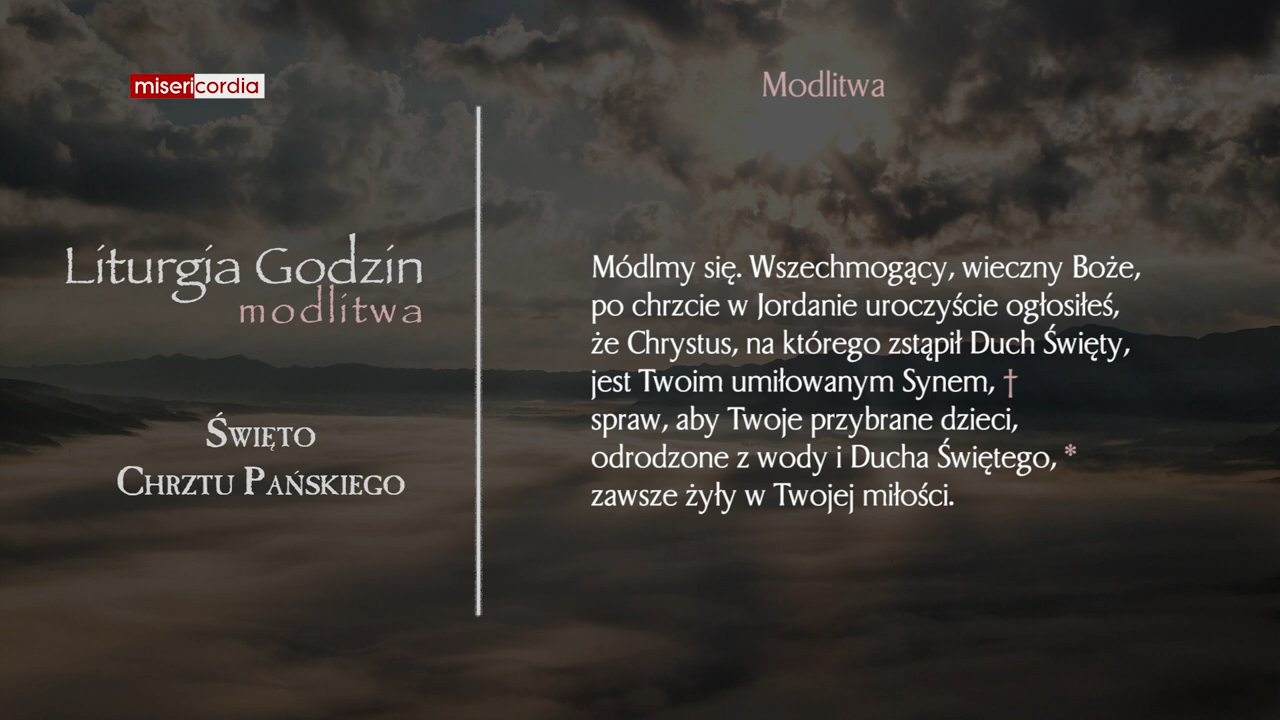 misericordia
Modlitwa
Liturgia Godzin
modlitwa
Święto
Chrztu Pańskiego
Módlmy się. Wszechmogący, wieczny Boże,
po chrzcie w Jordanie uroczyście ogłosiłeś,
że Chrystus, na którego zstąpił Duch Święty,
jest Twoim umiłowanym Synem, †
spraw, aby Twoje przybrane dzieci,
odrodzone z wody i Ducha Świętego, *
zawsze żyły w Twojej miłości.